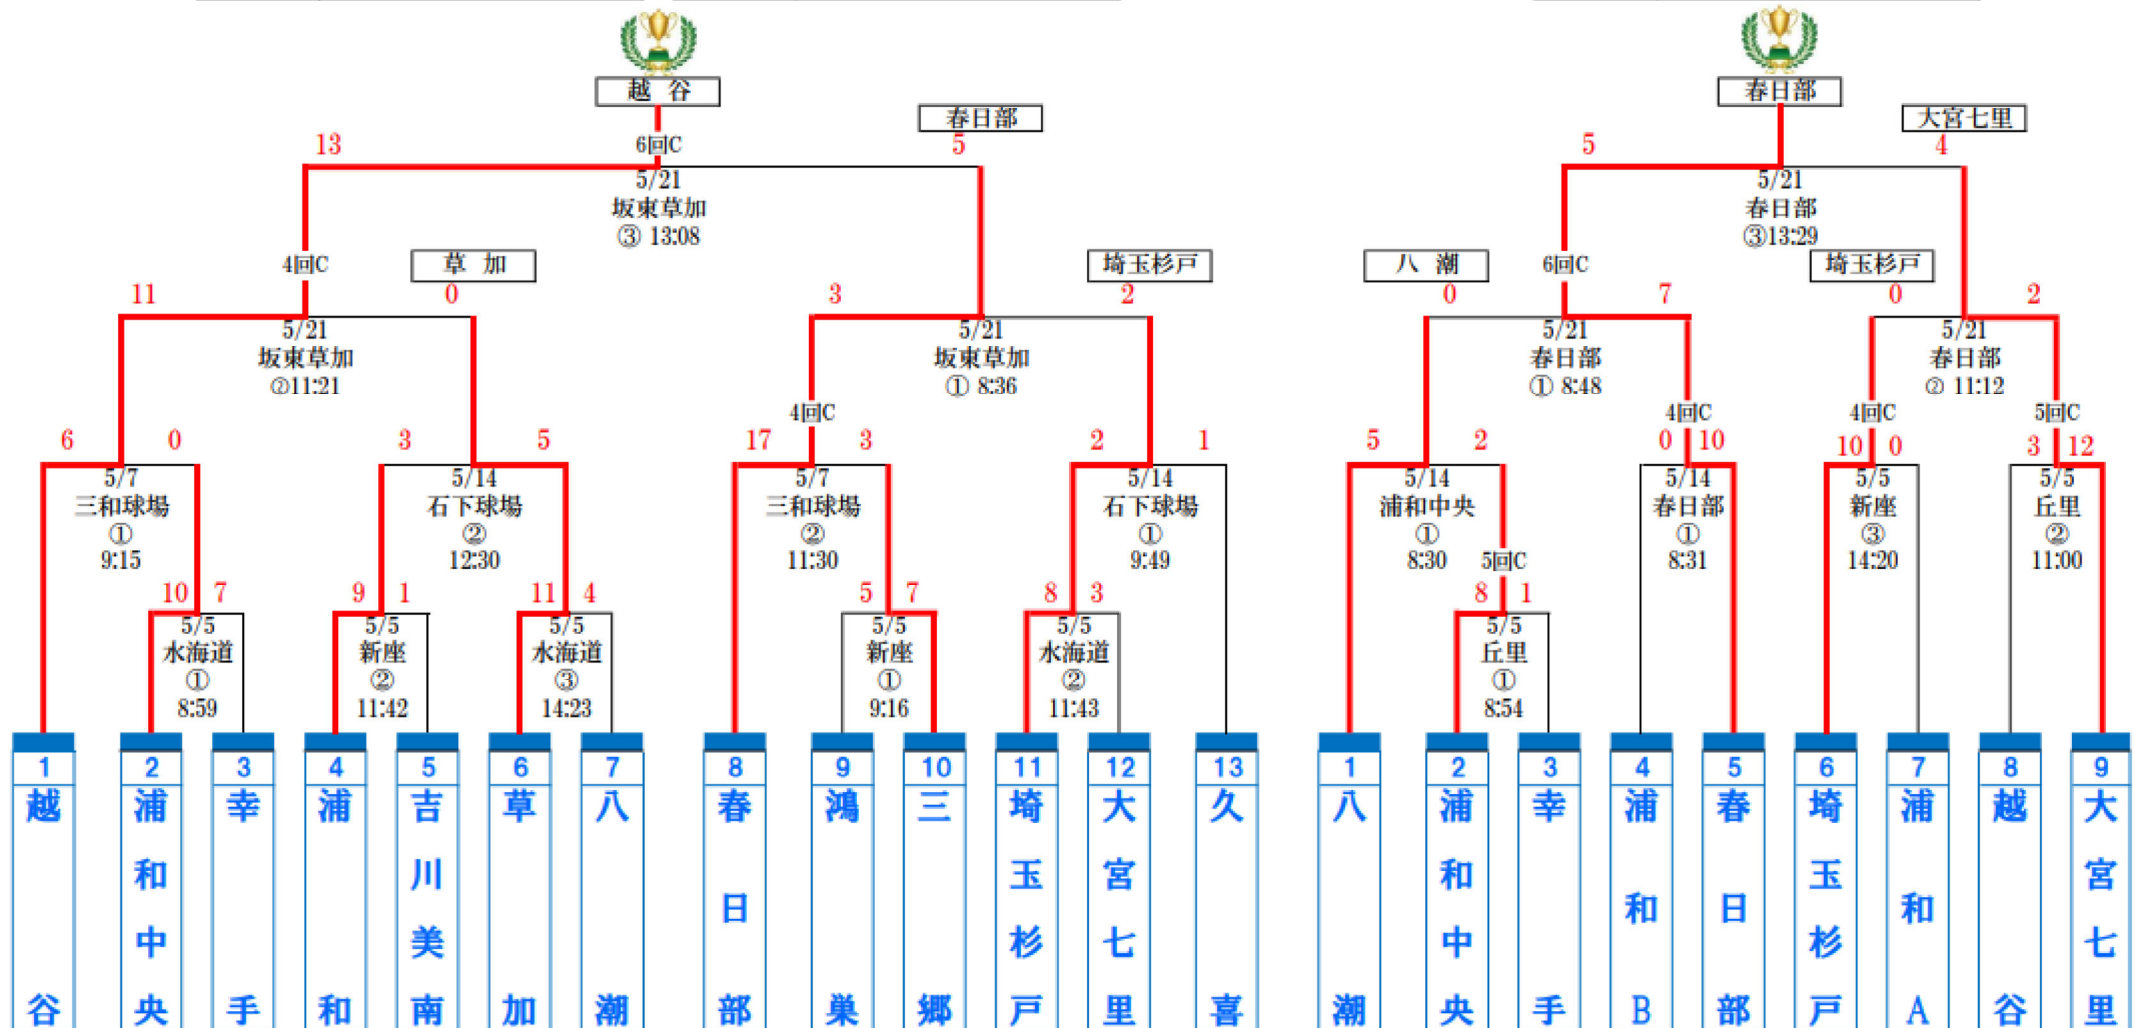 越 谷
春日部
13
6回C
5
5/21
坂東草加
③ 13:08
4回C
草 加
埼玉杉戸
11
0
3
2
5/21
坂東草加
②11:21
5/21
坂東草加
① 8:36
4回C
6
0
3
5
17
3
2
1
5/7
三和球場
①
9:15
5/14
石下球場
②
12:30
5/7
三和球場
②
11:30
5/14
石下球場
①
9:49
10 7
9 1
11 4
5 7
8 3
5/5
水海道
①
8:59
5/5
新座
②
11:42
5/5
水海道
③
14:23
5/5
新座
①
9:16
5/5
水海道
②
11:43
1
越谷
2
浦和中央
3
幸手
4
浦和
5
吉川美南
6
草加
7
八潮
8
春日部
9
鴻巣
10
三郷
11
埼玉杉戸
12
大宮七里
13
久喜
春日部
大宮七里
5
4
5/21
春日部
③13:29
八 潮
6回C
埼玉杉戸
0
7
0
2
5/21
春日部
① 8:48
5/21
春日部
② 11:12
4回C
4回C
5回C
5
2
0 10
10 0
3 12
5/14
浦和中央
①
8:30
5/14
春日部
①
8:31
5/5
新座
③
14:20
5/5
丘里
②
11:00
5回C
8 1
5/5
丘里
①
8:54
1
八潮
2
浦和中央
3
幸手
4
浦和B
5
春日部
6
埼玉杉戸
7
浦和A
8
越谷
9
大宮七里